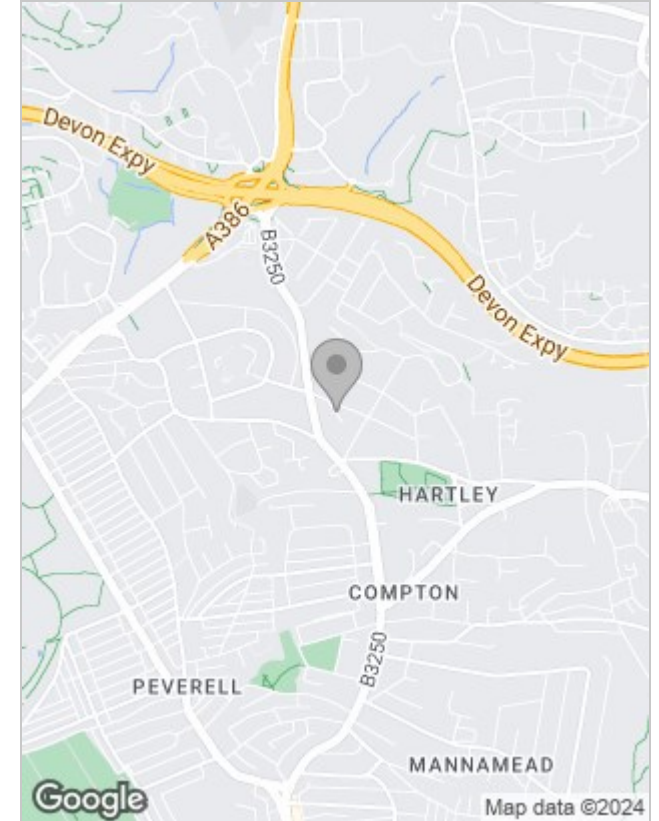 Devon Expy
A386
B3250
Devon Expy
HARTLEY
COMPTON
B3250
PEVERELL
MANNAMEAD
Google
Map data ©2024